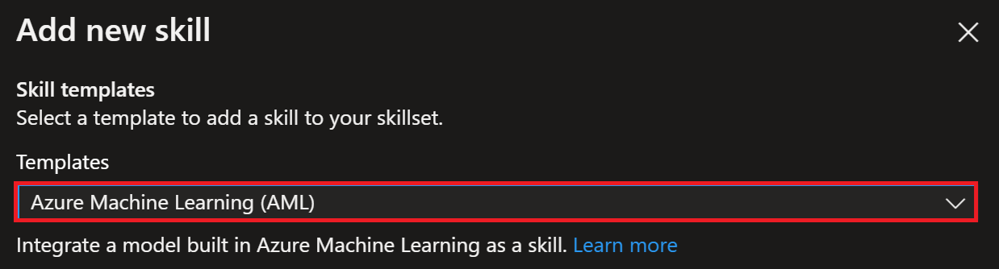 Add new skill
Skill templates
Select a template to add a skill to your skillset.
Templates
Azure Machine Learning (AML)
Integrate a model built in Azure Machine Learning as a skill. Learn more